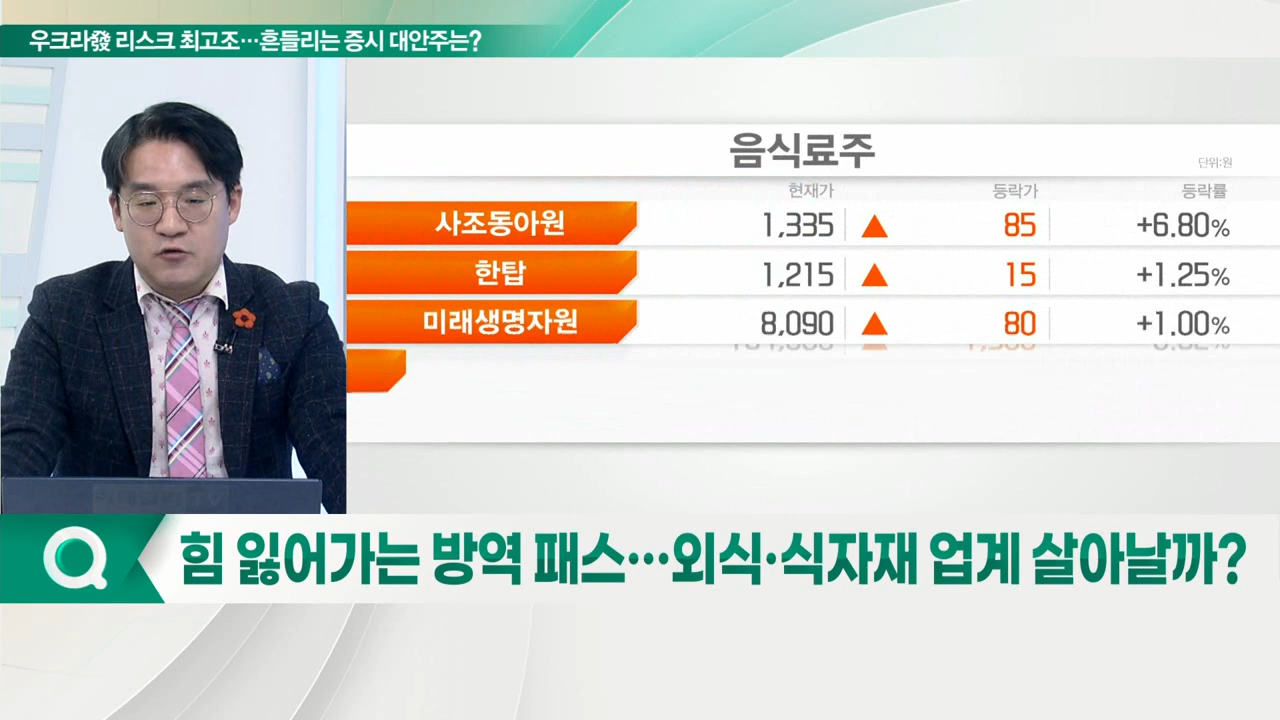 우크라發 리스크 최고조…흔들리는 증시 대안주는?
음식료주
단위:원
현재가 등락가 등락률
사조동아원 1,335 ▲ 85 +6.80%
한탑 1,215 ▲ 15 +1.25%
미래생명자원 8,090 ▲ 80 +1.00%
Q 힘 잃어가는 방역 패스…외식·식자재 업계 살아날까?